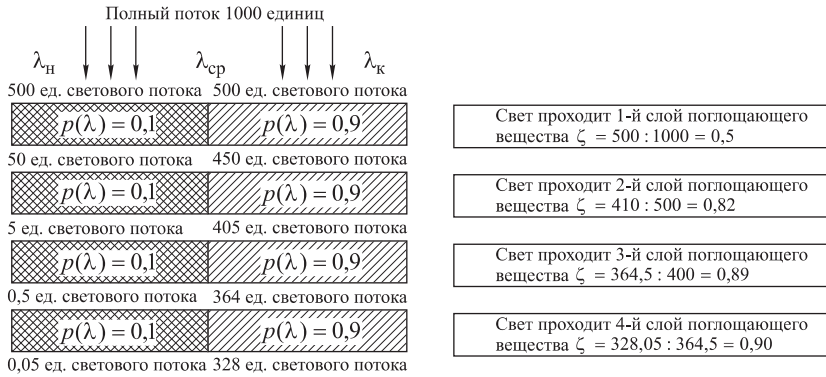 Полный поток 1000 единиц
λн λср λк
500 ед. светового потока 500 ед. светового потока
p(λ) = 0,1 p(λ) = 0,9
Свет проходит 1-й слой поглощающего
вещества ζ = 500 : 1000 = 0,5
50 ед. светового потока 450 ед. светового потока
p(λ) = 0,1 p(λ) = 0,9
Свет проходит 2-й слой поглощающего
вещества ζ = 410 : 500 = 0,82
5 ед. светового потока 405 ед. светового потока
p(λ) = 0,1 p(λ) = 0,9
Свет проходит 3-й слой поглощающего
вещества ζ = 364,5 : 400 = 0,89
0,5 ед. светового потока 364 ед. светового потока
p(λ) = 0,1 p(λ) = 0,9
Свет проходит 4-й слой поглощающего
вещества ζ = 328,05 : 364,5 = 0,90
0,05 ед. светового потока 328 ед. светового потока